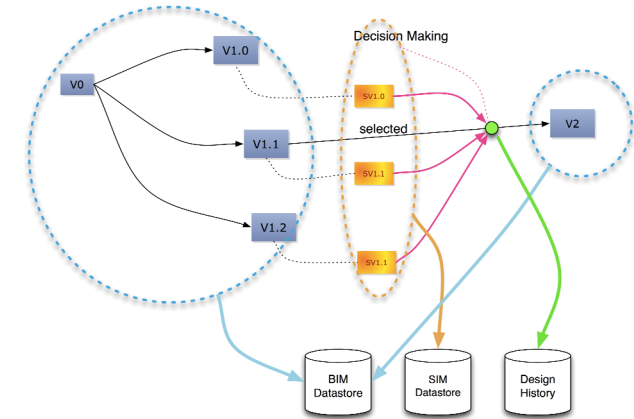 V1.0
Decision Making
V0
SV1.0
selected
V2
V1.1
SV1.1
V1.2
SV1.1
BIM
Datastore
SIM
Datastore
Design
History